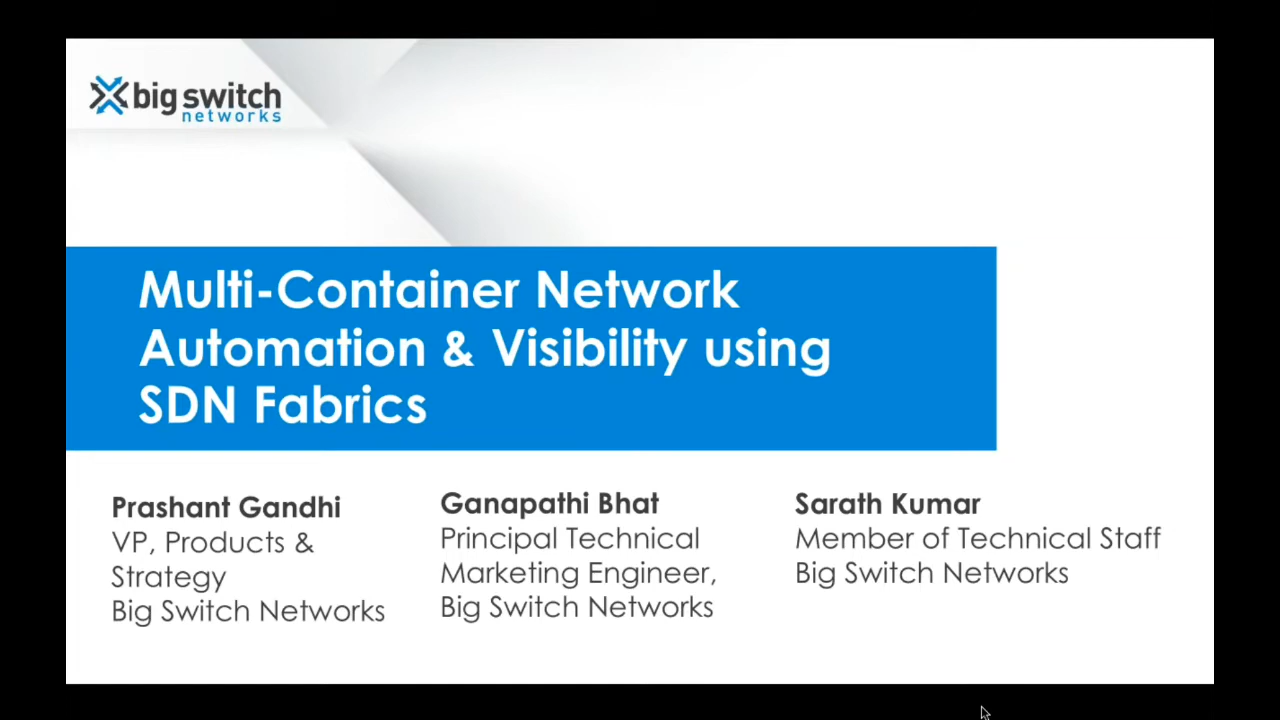 big switch
networks
Multi-Container Network
Automation & Visibility using
SDN Fabrics
Prashant Gandhi
VP, Products &
Strategy
Big Switch Networks
Ganapathi Bhat
Principal Technical
Marketing Engineer,
Big Switch Networks
Sarath Kumar
Member of Technical Staff
Big Switch Networks